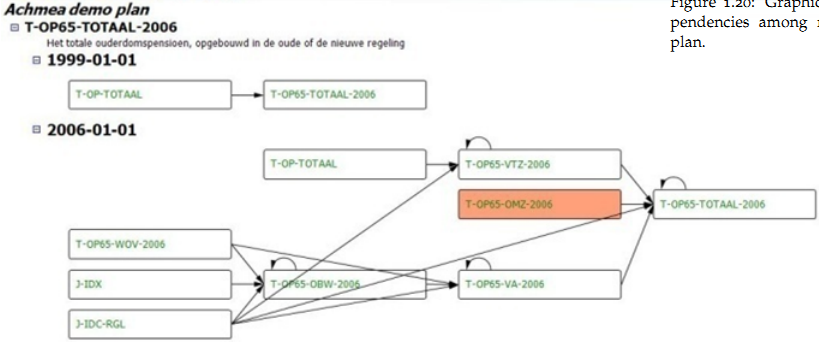 Achmea demo plan
T-OP65-TOTAAL-2006
Het totale ouderdomspensioen, opgebouwd in de oude of de nieuwe regeling
1999-01-01
T-OP-TOTAAL
T-OP65-TOTAAL-2006
2006-01-01
T-OP-TOTAAL
T-OP65-VTZ-2006
T-OP65-OMZ-2006
T-OP65-TOTAAL-2006
T-OP65-WOV-2006
J-IDX
T-OP65-OBW-2006
T-OP65-VA-2006
J-IDC-RGL
Figure 1.20: Graphic
pendencies among
plan.